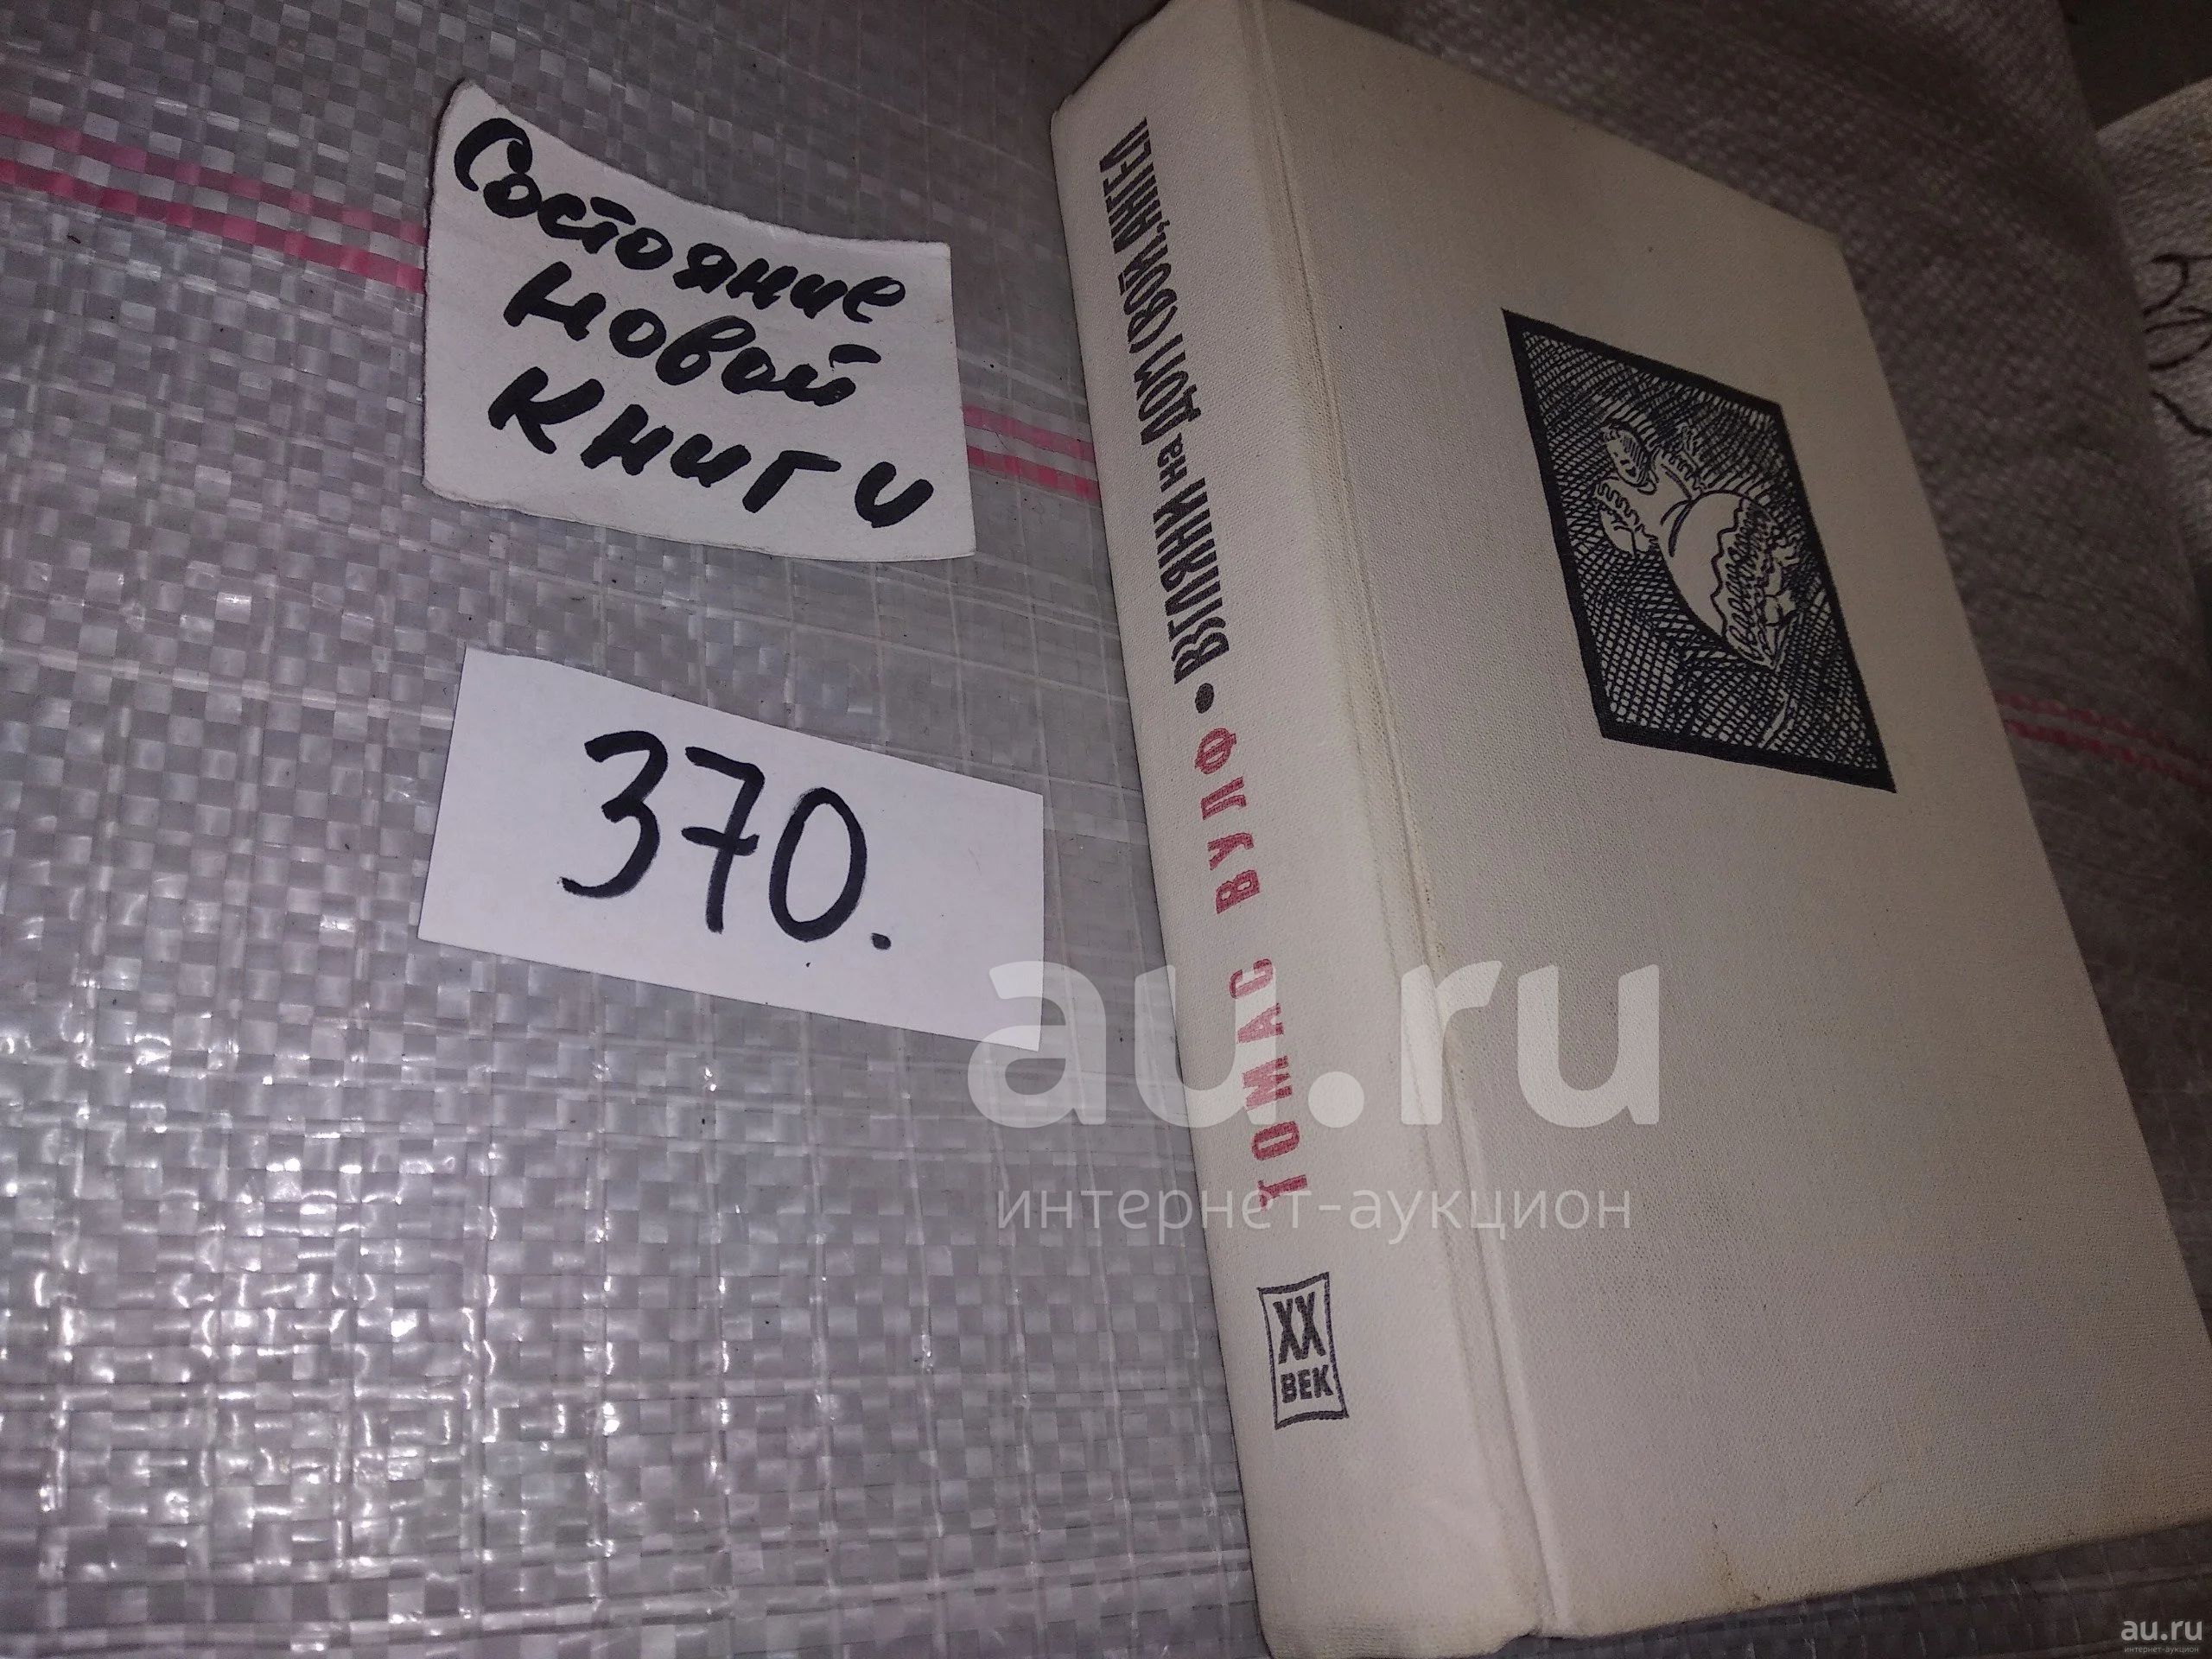 Состояние
новой
книги
370.
ТОМАС ВУЛФ • ВЗГЛЯНИ на ДОМ СВОЙ, АНГЕЛ
XX
ВЕК
au.ru
интернет-аукцион
au.ru
интернет-аукцион